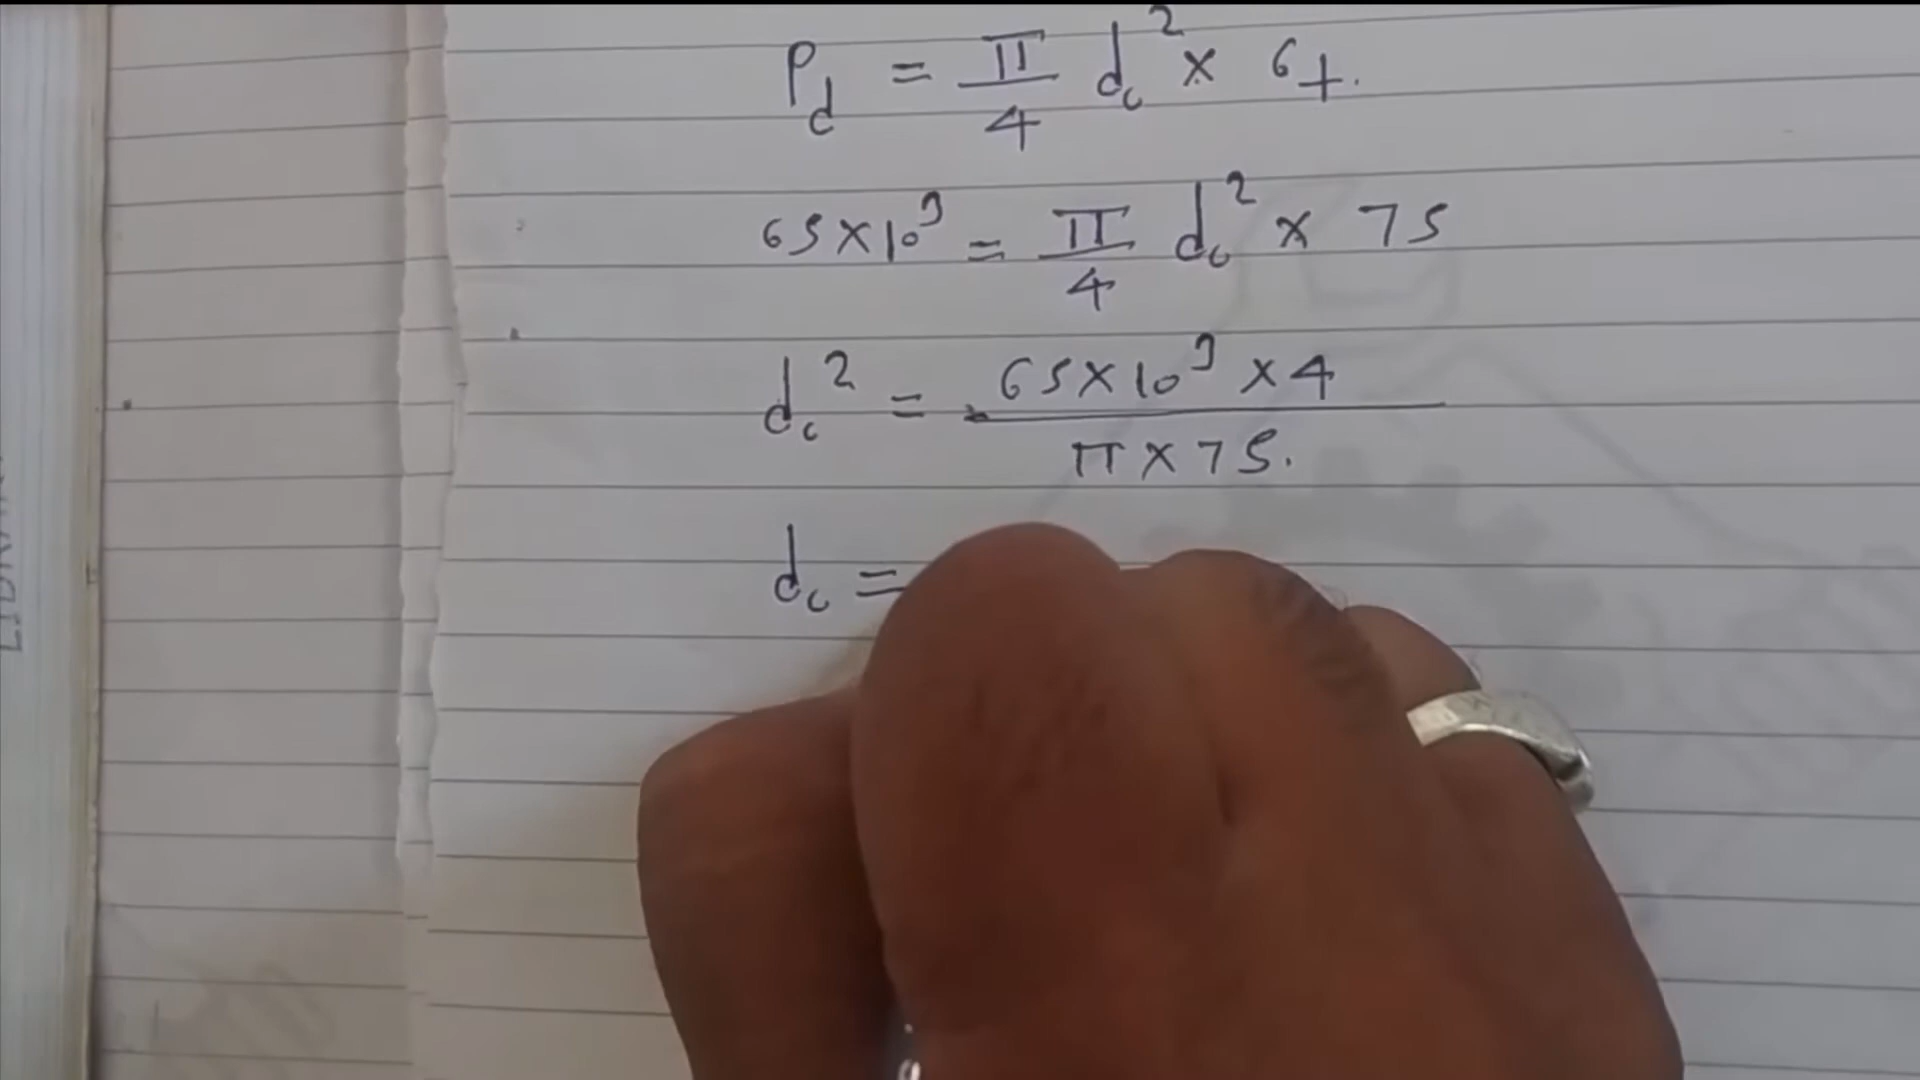 P_d = π/4 d_c² × σ_t.
65×10³ = π/4 d_c² × 75
d_c² = 65×10³ ×4 / π×75.
d_c =